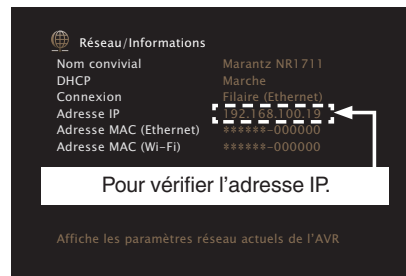 Réseau/Informations
Nom convivial Marantz NR1711
DHCP Marche
Connexion Filaire (Ethernet)
Adresse IP 192.168.100.19
Adresse MAC (Ethernet) ******-000000
Adresse MAC (Wi-Fi) ******-000000
Pour vérifier l'adresse IP.
Affiche les paramètres réseau actuels de l'AVR